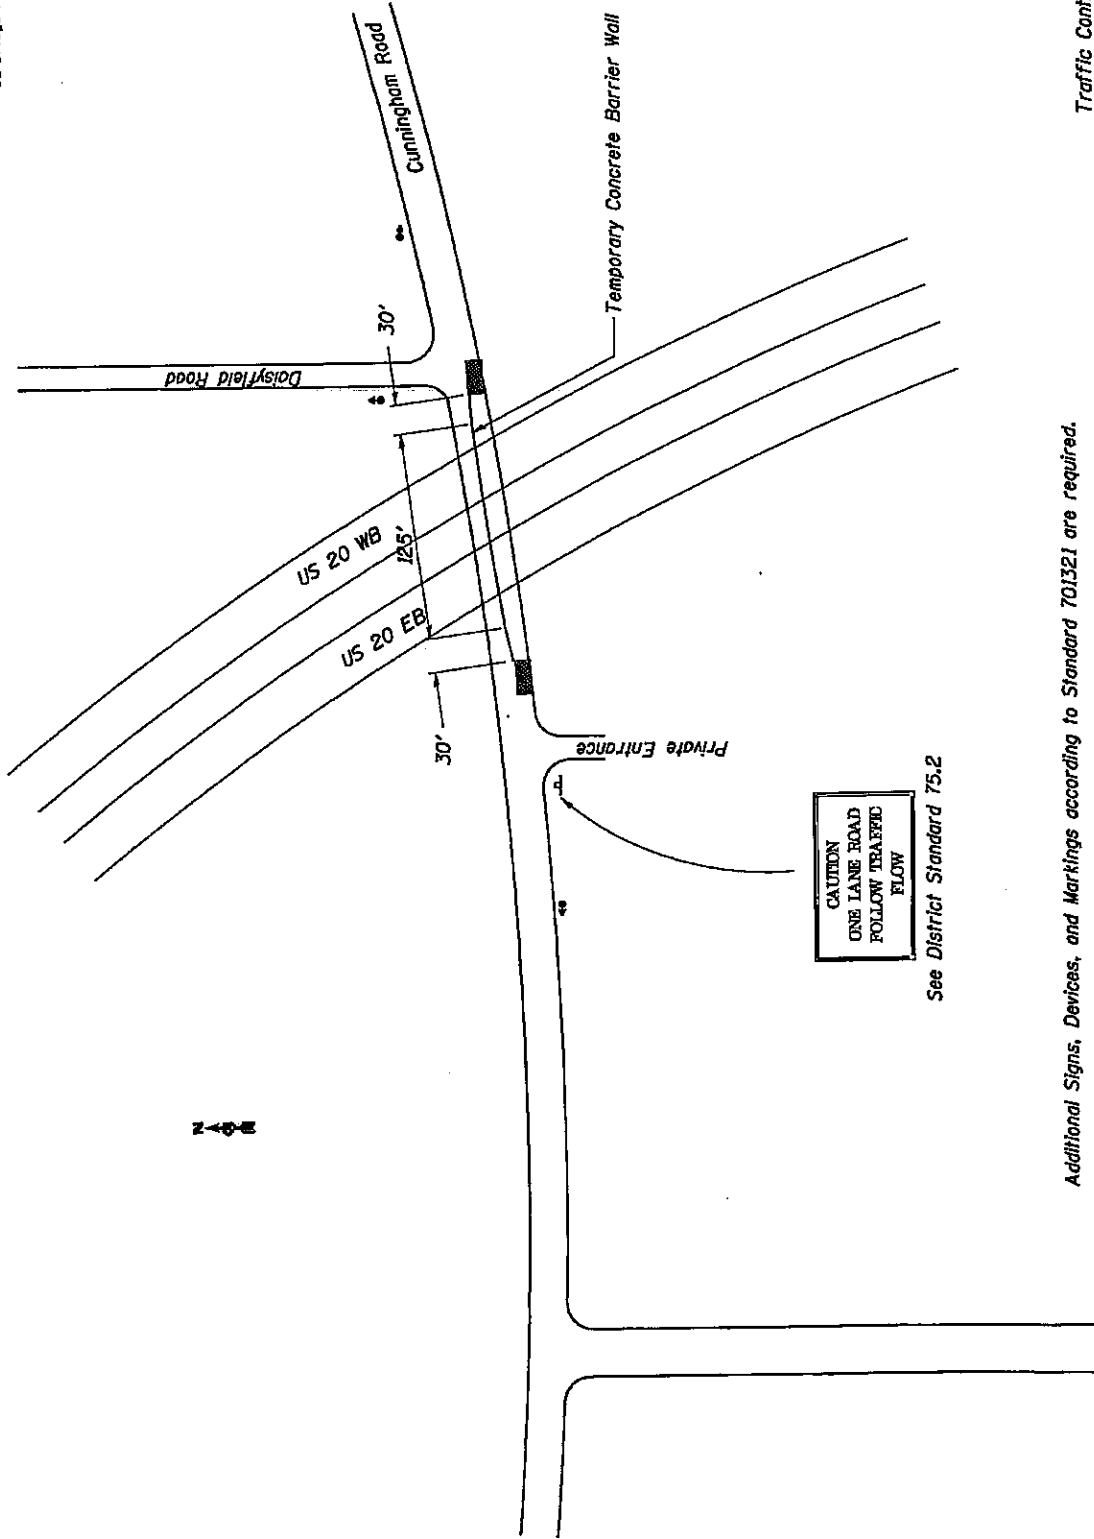 Cunningham Road
Daisyfield Road
30'
Temporary Concrete Barrier Wall
US 20 WB
125'
US 20 EB
30'
Private Entrance
N
CAUTION
ONE LANE ROAD
FOLLOW TRAFFIC
FLOW
See District Standard 75.2
Additional Signs, Devices, and Markings according to Standard 701321 are required.
Traffic Cont